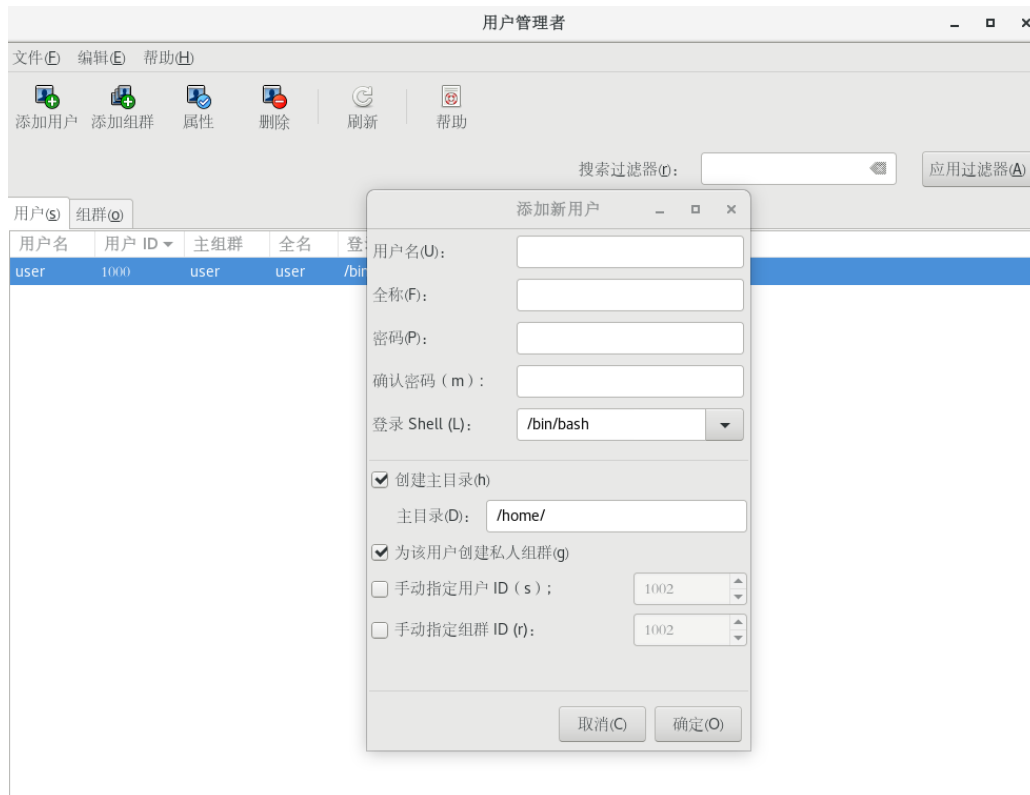 用户管理者
文件(F) 编辑(E) 帮助(H)
添加用户 添加组群 属性 删除 刷新 帮助
搜索过滤器(r): 应用过滤器(A)
用户(s) 组群(o)
用户名 用户 ID 主组群 全名 登
user 1000 user user /bin
添加新用户
用户名(U):
全称(F):
密码(P):
确认密码（m）:
登录 Shell (L): /bin/bash
创建主目录(h)
主目录(D): /home/
为该用户创建私人组群(g)
手动指定用户 ID（s）; 1002
手动指定组群 ID (r): 1002
取消(C) 确定(O)